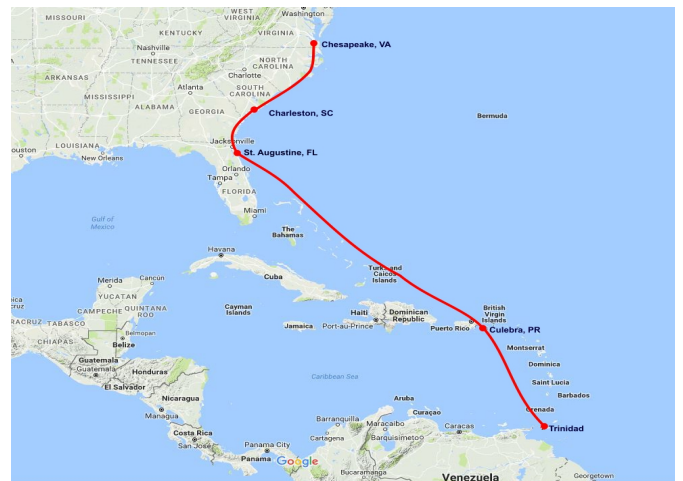 WEST
VIRGINIA
Washington
KENTUCKY
VIRGINIA
Chesapeake, VA
Nashville
TENNESSEE
NORTH
CAROLINA
Charlotte
ARKANSAS
Atlanta
SOUTH
CAROLINA
MISSISSIPPI
ALABAMA
GEORGIA
Charleston, SC
Bermuda
LOUISIANA
Jacksonville
ouston
New Orleans
St. Augustine, FL
Orlando
Tampa
FLORIDA
Gulf of
Mexico
Miami
The
Bahamas
Havana
Turks and
Caicos
Islands
Cuba
Merida
Cancún
YUCATAN
CAMPECHE
QUINTANA
ROO
TABASCO
Cayman
Islands
Haiti
Dominican
Republic
British
Virgin
Islands
Jamaica
Port-au-Prince
Puerto Rico
Culebra, PR
CHIAPAS
Belmopan
Belize
Montserrat
Guatemala
Guatemala
Honduras
Dominica
El Salvador
Caribbean Sea
Saint Lucia
Nicaragua
Barbados
Managua
Aruba
Curaçao
Grenada
Barranquilla
Maracaibo
Caracas
Trinidad
Costa Rica
San Jose
Cartagena
Barquisimeto
Panama City
Panama
Google
Bucaramanga
Venezuela
Georgetown